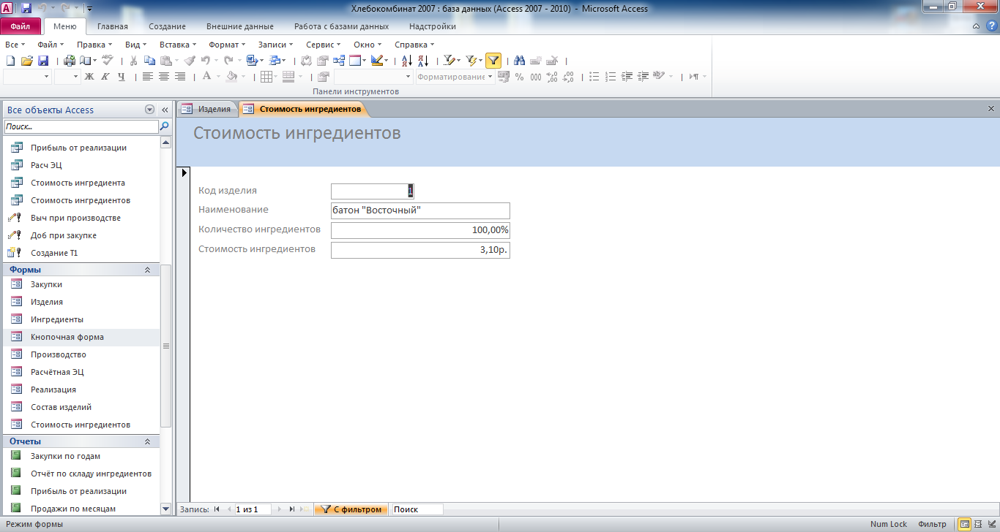 Хлебокомбинат 2007 : база данных (Access 2007 - 2010) - Microsoft Access
Файл Меню Главная Создание Внешние данные Работа с базами данных Надстройки
Все Файл Правка Вид Вставка Формат Записи Сервис Окно Справка
Ж К Ч А Форматирование % 000
Панели инструментов
Все объекты Access
Поиск...
Прибыль от реализации
Расч ЭЦ
Стоимость ингредиента
Стоимость ингредиентов
Выч при производстве
Доб при закупке
Создание Т1
Формы
Закупки
Изделия
Ингредиенты
Кнопочная форма
Производство
Расчётная ЭЦ
Реализация
Состав изделий
Стоимость ингредиентов
Отчеты
Закупки по годам
Отчёт по складу ингредиентов
Прибыль от реализации
Продажи по месяцам
Изделия Стоимость ингредиентов
Стоимость ингредиентов
Код изделия 1
Наименование батон "Восточный"
Количество ингредиентов 100,00%
Стоимость ингредиентов 3,10р.
Запись: 1 из 1 С фильтром Поиск
Режим формы Num Lock Фильтр